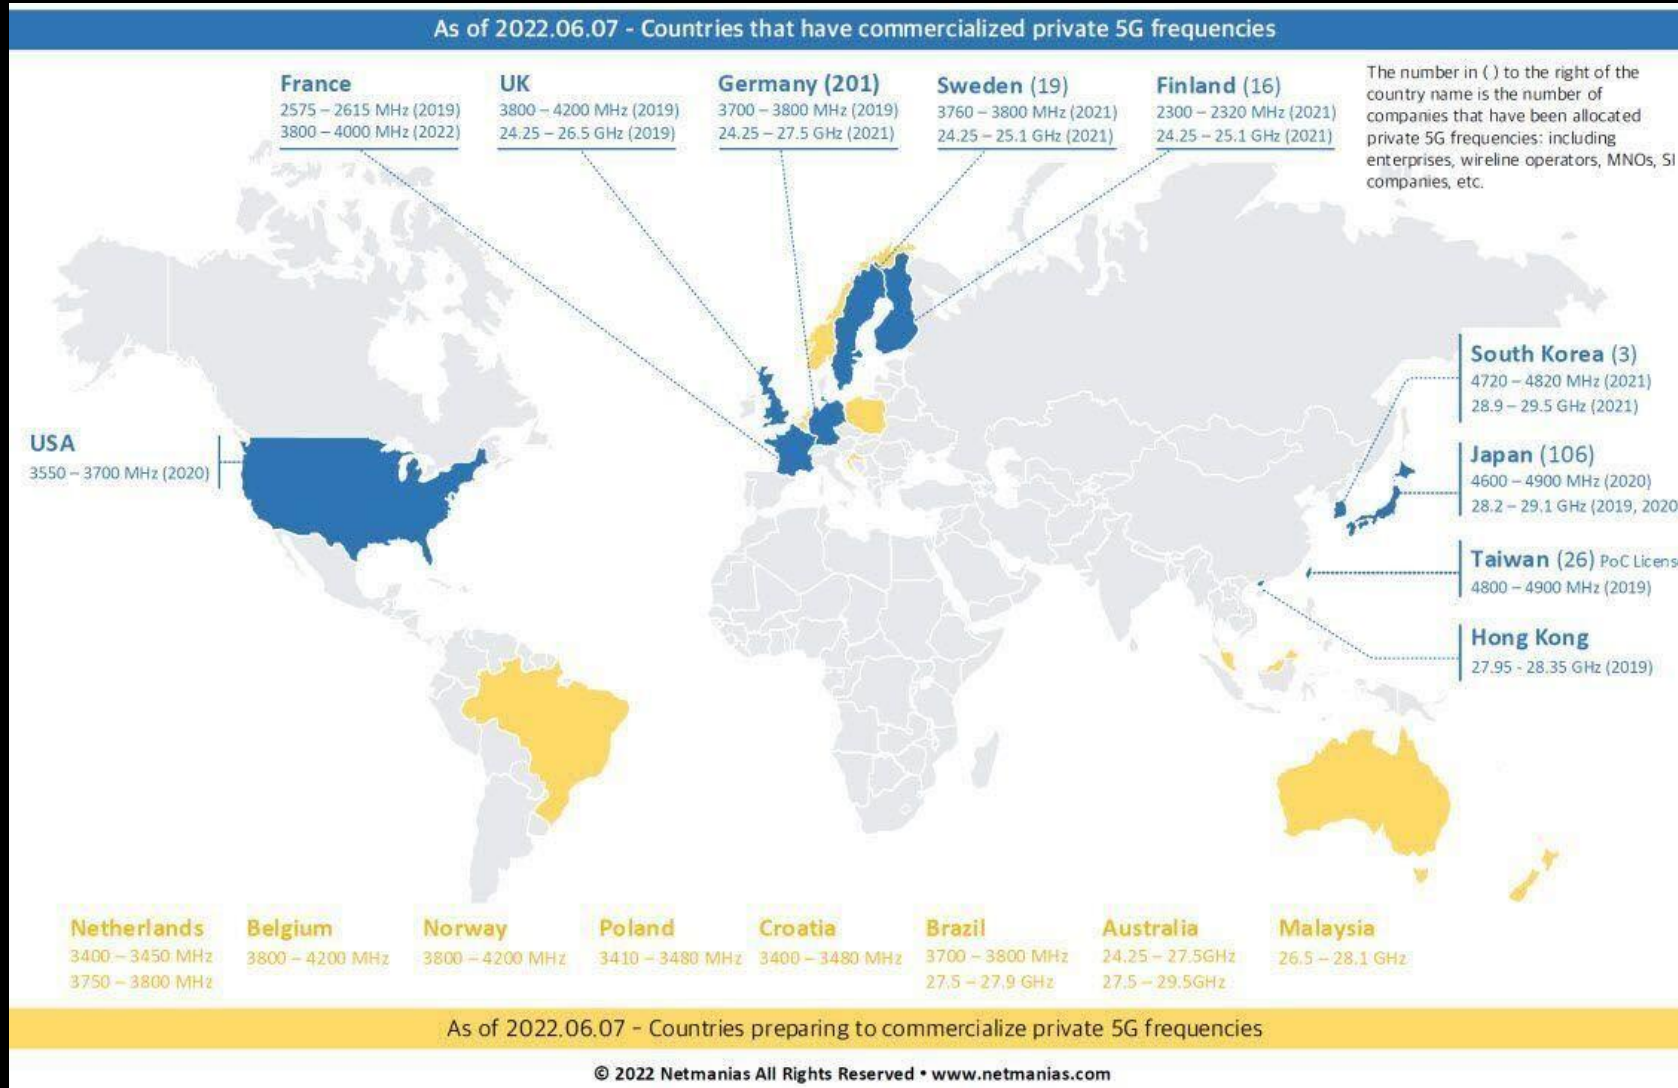 As of 2022.06.07 - Countries that have commercialized private 5G frequencies
France
2575 – 2615 MHz (2019)
3800 – 4000 MHz (2022)
UK
3800 – 4200 MHz (2019)
24.25 – 26.5 GHz (2019)
Germany (201)
3700 – 3800 MHz (2019)
24.25 – 27.5 GHz (2021)
Sweden (19)
3760 – 3800 MHz (2021)
24.25 – 25.1 GHz (2021)
Finland (16)
2300 – 2320 MHz (2021)
24.25 – 25.1 GHz (2021)
The number in ( ) to the right of the
country name is the number of
companies that have been allocated
private 5G frequencies: including
enterprises, wireline operators, MNOs, SI
companies, etc.
USA
3550 – 3700 MHz (2020)
South Korea (3)
4720 – 4820 MHz (2021)
28.9 – 29.5 GHz (2021)
Japan (106)
4600 – 4900 MHz (2020)
28.2 – 29.1 GHz (2019, 2020
Taiwan (26) PoC Licens
4800 – 4900 MHz (2019)
Hong Kong
27.95 - 28.35 GHz (2019)
Netherlands
3400 – 3450 MHz
3750 – 3800 MHz
Belgium
3800 – 4200 MHz
Norway
3800 – 4200 MHz
Poland
3410 – 3480 MHz
Croatia
3400 – 3480 MHz
Brazil
3700 – 3800 MHz
27.5 – 27.9 GHz
Australia
24.25 – 27.5GHz
27.5 – 29.5GHz
Malaysia
26.5 – 28.1 GHz
As of 2022.06.07 - Countries preparing to commercialize private 5G frequencies
© 2022 Netmanias All Rights Reserved • www.netmanias.com